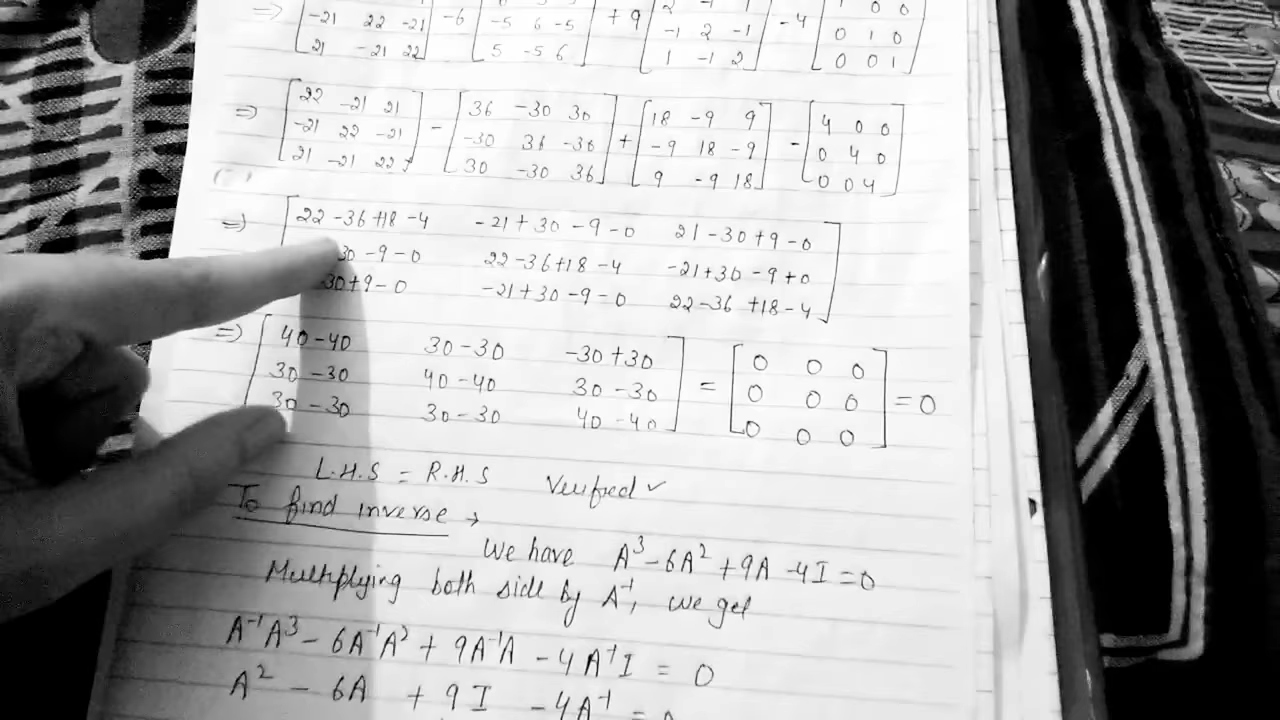 ⇒ [ -21 22 -21 ] - 6 [ -5 6 -5 ] + 9 [ -1 2 -1 ] - 4 [ 0 1 0 ]
21 -21 22 5 -5 6 1 -1 2 0 0 1
⇒ [ 22 -21 21 ] - [ 36 -30 30 ] + [ 18 -9 9 ] - [ 4 0 0 ]
-21 22 -21 -30 36 -30 -9 18 -9 0 4 0
21 -21 22 30 -30 36 9 -9 18 0 0 4
⇒ [ 22-36+18-4 -21+30-9-0 21-30+9-0 ]
30-9-0 22-36+18-4 -21+30-9+0
30+9-0 -21+30-9-0 22-36+18-4
⇒ [ 40-40 30-30 -30+30 ] = [ 0 0 0 ] = 0
30-30 40-40 30-30 0 0 0
30-30 30-30 40-40 0 0 0
L.H.S = R.H.S Verified ✓
To find inverse →
We have A³ - 6A² + 9A - 4I = 0
Multiplying both side by A⁻¹, we get
A⁻¹A³ - 6A⁻¹A² + 9A⁻¹A - 4A⁻¹I = 0
A² - 6A + 9I - 4A⁻¹ = 0